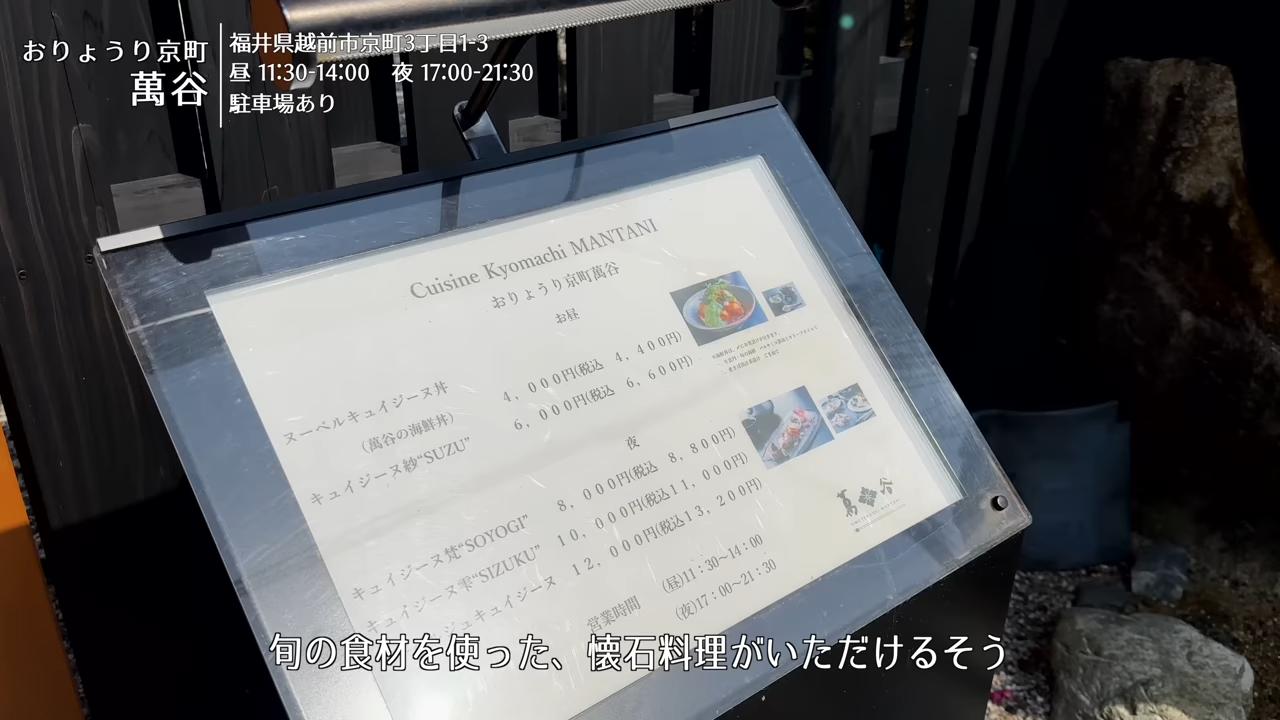 おりょうり京町
萬谷
福井県越前市京町3丁目1-3
昼 11:30-14:00　夜 17:00-21:30
駐車場あり
Cuisine Kyomachi MANTANI
おりょうり京町萬谷
お昼
ヌーベルキュイジーヌ丼 4，000円(税込 4，400円)
(萬谷の海鮮丼)
キュイジーヌ紗“SUZU” 6，000円(税込 6，600円)
夜
キュイジーヌ梵“SOYOGI” 8，000円(税込 8，800円)
キュイジーヌ雫“SIZUKU” 10，000円(税込11，000円)
ジュキュイジーヌ 12，000円(税込13，200円)
営業時間 (昼)11：30～14：00
(夜)17：00～21：30
萬谷
旬の食材を使った、懐石料理がいただけるそう